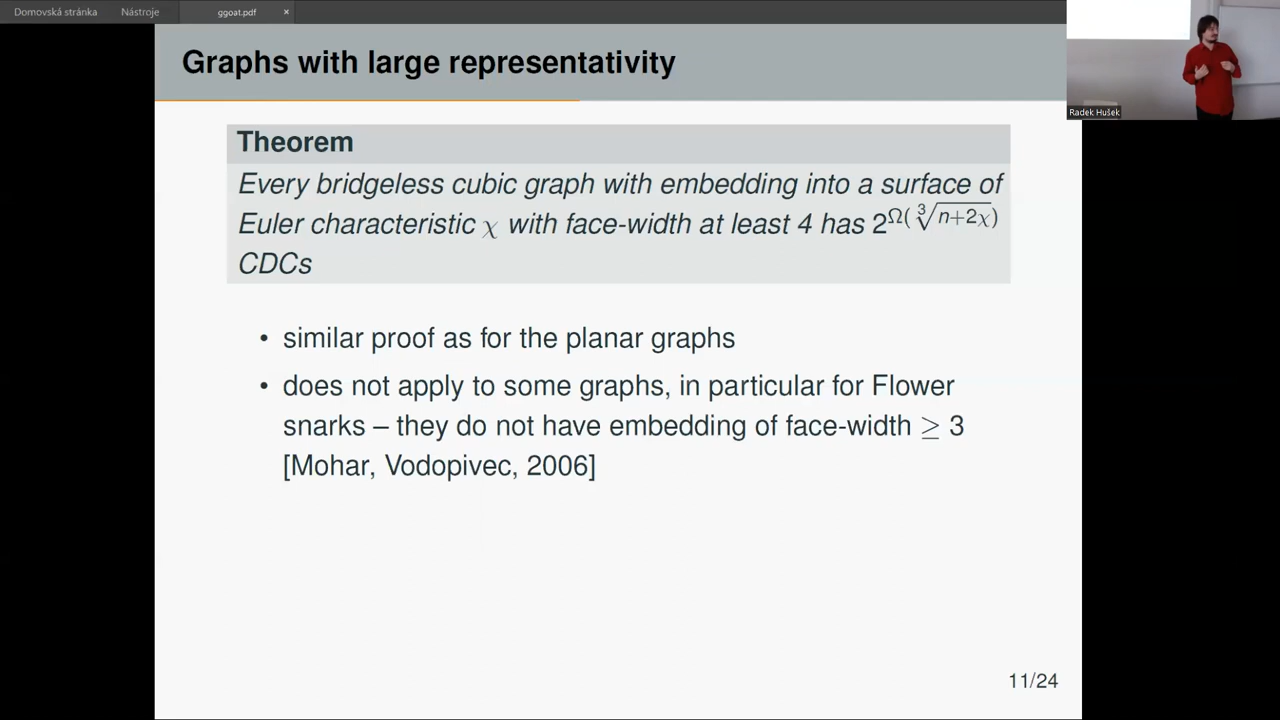 Domovská stránka Nástroje ggoat.pdf ×
Graphs with large representativity
Radek Hušek
Theorem
Every bridgeless cubic graph with embedding into a surface of
Euler characteristic χ with face-width at least 4 has 2^Ω(∛(n+2χ))
CDCs
• similar proof as for the planar graphs
• does not apply to some graphs, in particular for Flower
snarks – they do not have embedding of face-width ≥ 3
[Mohar, Vodopivec, 2006]
11/24